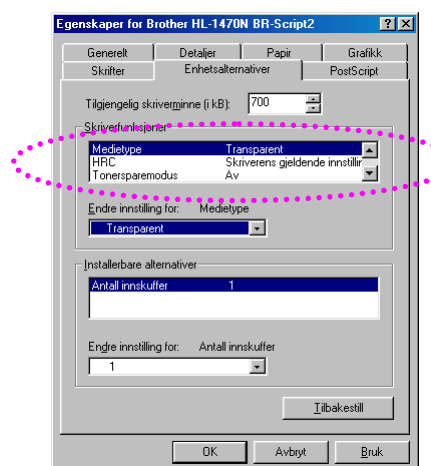 Egenskaper for Brother HL-1470N BR-Script2
Generelt Detaljer Papir Grafikk
Skrifter Enhetsalternativer PostScript
Tilgjengelig skriverminne (i kB): 700
Skriverfunksjoner
Medietype Transparent
HRC Skriverens gjeldende innstillin
Tonersparemodus Av
Endre innstilling for: Medietype
Transparent
Installerbare alternativer
Antall innskuffer 1
Endre innstilling for: Antall innskuffer
1
Tilbakestill
OK Avbryt Bruk